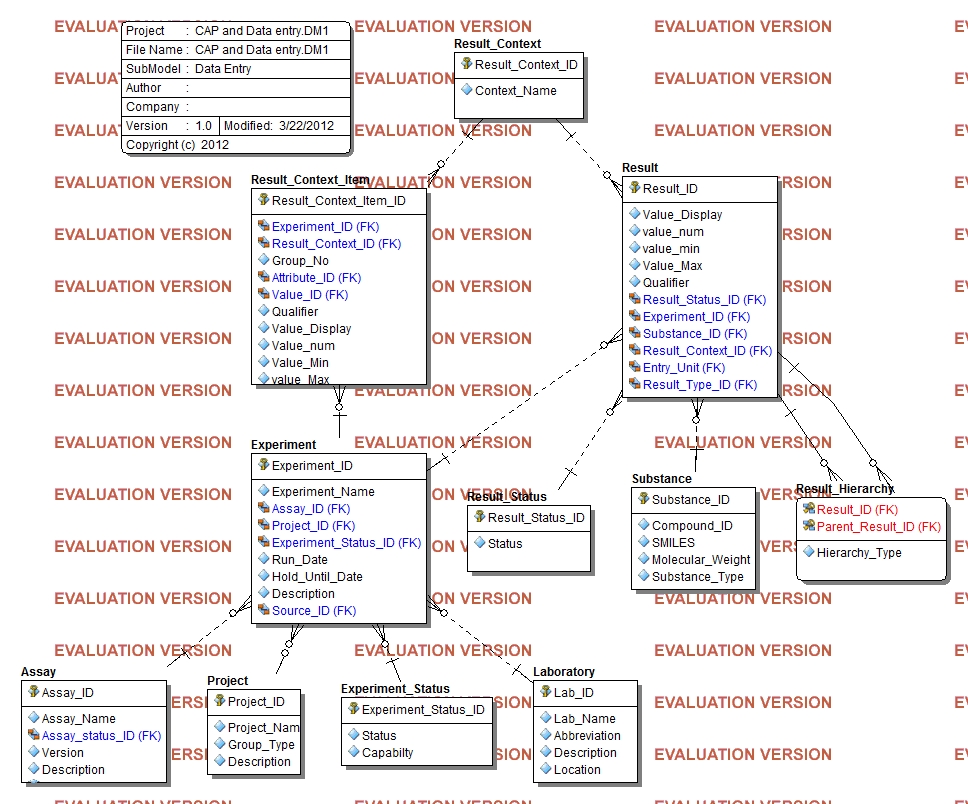 EVALUATION VERSION
Project : CAP and Data entry.DM1
File Name : CAP and Data entry.DM1
SubModel : Data Entry
Author :
Company :
Version : 1.0 Modified: 3/22/2012
Copyright (c) 2012
Result_Context
Result_Context_ID
Context_Name
Result_Context_Item
Result_Context_Item_ID
Experiment_ID (FK)
Result_Context_ID (FK)
Group_No
Attribute_ID (FK)
Value_ID (FK)
Qualifier
Value_Display
Value_num
Value_Min
value_Max
Result
Result_ID
Value_Display
value_num
value_min
Value_Max
Qualifier
Result_Status_ID (FK)
Experiment_ID (FK)
Substance_ID (FK)
Result_Context_ID (FK)
Entry_Unit (FK)
Result_Type_ID (FK)
Experiment
Experiment_ID
Experiment_Name
Assay_ID (FK)
Project_ID (FK)
Experiment_Status_ID (FK)
Run_Date
Hold_Until_Date
Description
Source_ID (FK)
Result_Status
Result_Status_ID
Status
Substance
Substance_ID
Compound_ID
SMILES
Molecular_Weight
Substance_Type
Result_Hierarchy
Result_ID (FK)
Parent_Result_ID (FK)
Hierarchy_Type
Assay
Assay_ID
Assay_Name
Assay_status_ID (FK)
Version
Description
Project
Project_ID
Project_Nam
Group_Type
Description
Experiment_Status
Experiment_Status_ID
Status
Capabilty
Laboratory
Lab_ID
Lab_Name
Abbreviation
Description
Location